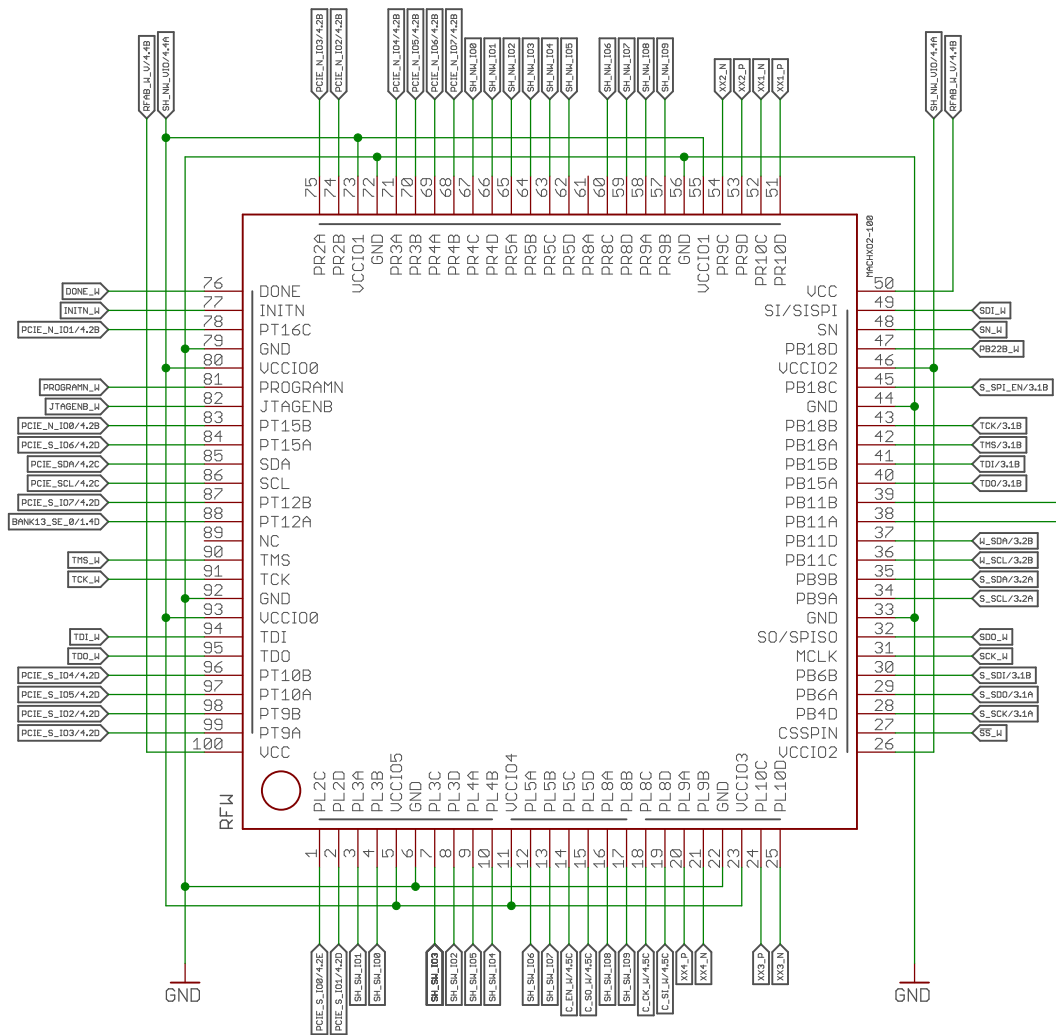 RFAB_W_V/4.4B
SH_NW_VIO/4.4A
PCIE_N_IO3/4.2B
PCIE_N_IO2/4.2B
PCIE_N_IO4/4.2B
PCIE_N_IO5/4.2B
PCIE_N_IO6/4.2B
PCIE_N_IO7/4.2B
SH_NW_IO0
SH_NW_IO1
SH_NW_IO2
SH_NW_IO3
SH_NW_IO4
SH_NW_IO5
SH_NW_IO6
SH_NW_IO7
SH_NW_IO8
SH_NW_IO9
XX2_N
XX2_P
XX1_N
XX1_P
SH_NW_VIO/4.4A
RFAB_W_V/4.4B
75 74 73 72 71 70 69 68 67 66 65 64 63 62 61 60 59 58 57 56 55 54 53 52 51
PR2A PR2B VCCIO1 GND PR3A PR3B PR4A PR4B PR4C PR4D PR5A PR5B PR5C PR5D PR8A PR8C PR8D PR9A PR9B GND VCCIO1 PR9C PR9D PR10C PR10D
MACHXO2-100
DONE_W 76 DONE
INITN_W 77 INITN
PCIE_N_IO1/4.2B 78 PT16C
79 GND
80 VCCIO0
PROGRAMN_W 81 PROGRAMN
JTAGENB_W 82 JTAGENB
PCIE_N_IO0/4.2B 83 PT15B
PCIE_S_IO6/4.2D 84 PT15A
PCIE_SDA/4.2C 85 SDA
PCIE_SCL/4.2C 86 SCL
PCIE_S_IO7/4.2D 87 PT12B
BANK13_SE_0/1.4D 88 PT12A
89 NC
TMS_W 90 TMS
TCK_W 91 TCK
92 GND
93 VCCIO0
TDI_W 94 TDI
TDO_W 95 TDO
PCIE_S_IO4/4.2D 96 PT10B
PCIE_S_IO5/4.2D 97 PT10A
PCIE_S_IO2/4.2D 98 PT9B
PCIE_S_IO3/4.2D 99 PT9A
100 VCC
VCC 50
SI/SISPI 49 SDI_W
SN 48 SN_W
PB18D 47 PB22B_W
VCCIO2 46
PB18C 45 S_SPI_EN/3.1B
GND 44
PB18B 43 TCK/3.1B
PB18A 42 TMS/3.1B
PB15B 41 TDI/3.1B
PB15A 40 TDO/3.1B
PB11B 39
PB11A 38
PB11D 37 W_SDA/3.2B
PB11C 36 W_SCL/3.2B
PB9B 35 S_SDA/3.2A
PB9A 34 S_SCL/3.2A
GND 33
SO/SPISO 32 SDO_W
MCLK 31 SCK_W
PB6B 30 S_SDI/3.1B
PB6A 29 S_SDO/3.1A
PB4D 28 S_SCK/3.1A
CSSPIN 27 SS_W
VCCIO2 26
RFW
PL2C PL2D PL3A PL3B VCCIO5 GND PL3C PL3D PL4A PL4B VCCIO4 PL5A PL5B PL5C PL5D PL8A PL8B PL8C PL8D PL9A PL9B GND VCCIO3 PL10C PL10D
1 2 3 4 5 6 7 8 9 10 11 12 13 14 15 16 17 18 19 20 21 22 23 24 25
PCIE_S_IO0/4.2E
PCIE_S_IO1/4.2D
SH_SW_IO1
SH_SW_IO0
SH_SW_IO3
SH_SW_IO2
SH_SW_IO5
SH_SW_IO4
SH_SW_IO6
SH_SW_IO7
C_EN_W/4.5C
C_SO_W/4.5C
SH_SW_IO8
SH_SW_IO9
C_CK_W/4.5C
C_SI_W/4.5C
XX4_P
XX4_N
XX3_P
XX3_N
GND
GND